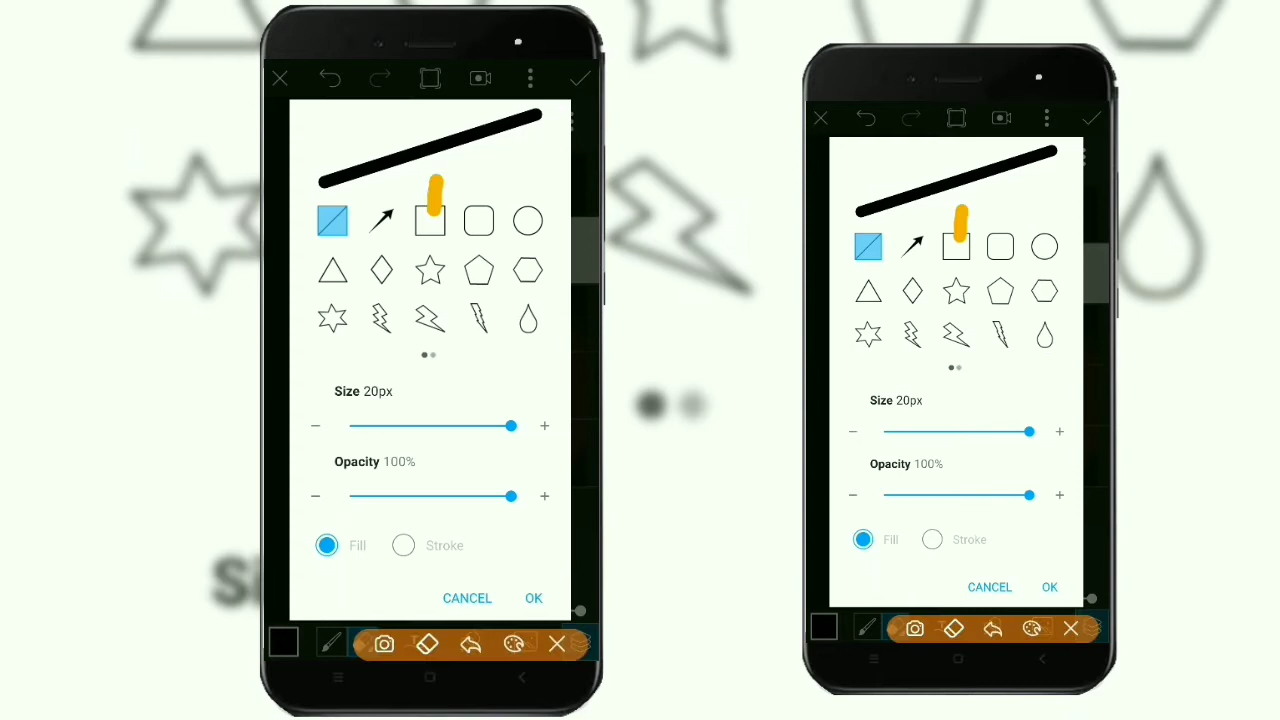 Size 20px
Opacity 100%
Fill
Stroke
CANCEL
OK
Size 20px
Opacity 100%
Fill
Stroke
CANCEL
OK